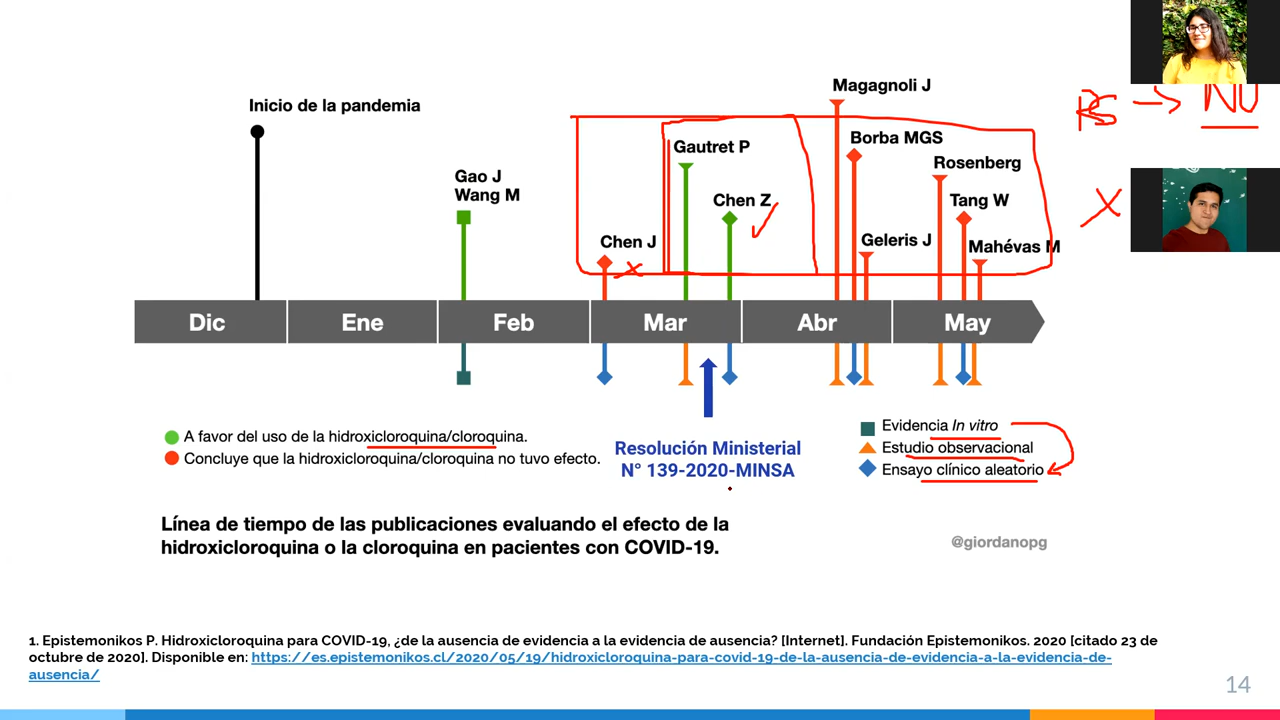 Inicio de la pandemia
Gao J
Wang M
Chen J
Gautret P
Chen Z
Magagnoli J
Borba MGS
Geleris J
Rosenberg
Tang W
Mahévas M
RS → NO
X
Dic
Ene
Feb
Mar
Abr
May
A favor del uso de la hidroxicloroquina/cloroquina.
Concluye que la hidroxicloroquina/cloroquina no tuvo efecto.
Resolución Ministerial
N° 139-2020-MINSA
Evidencia In vitro
Estudio observacional
Ensayo clínico aleatorio
Línea de tiempo de las publicaciones evaluando el efecto de la
hidroxicloroquina o la cloroquina en pacientes con COVID-19.
@giordanopg
1. Epistemonikos P. Hidroxicloroquina para COVID-19, ¿de la ausencia de evidencia a la evidencia de ausencia? [Internet]. Fundación Epistemonikos. 2020 [citado 23 de
octubre de 2020]. Disponible en: https://es.epistemonikos.cl/2020/05/19/hidroxicloroquina-para-covid-19-de-la-ausencia-de-evidencia-a-la-evidencia-de-
ausencia/
14